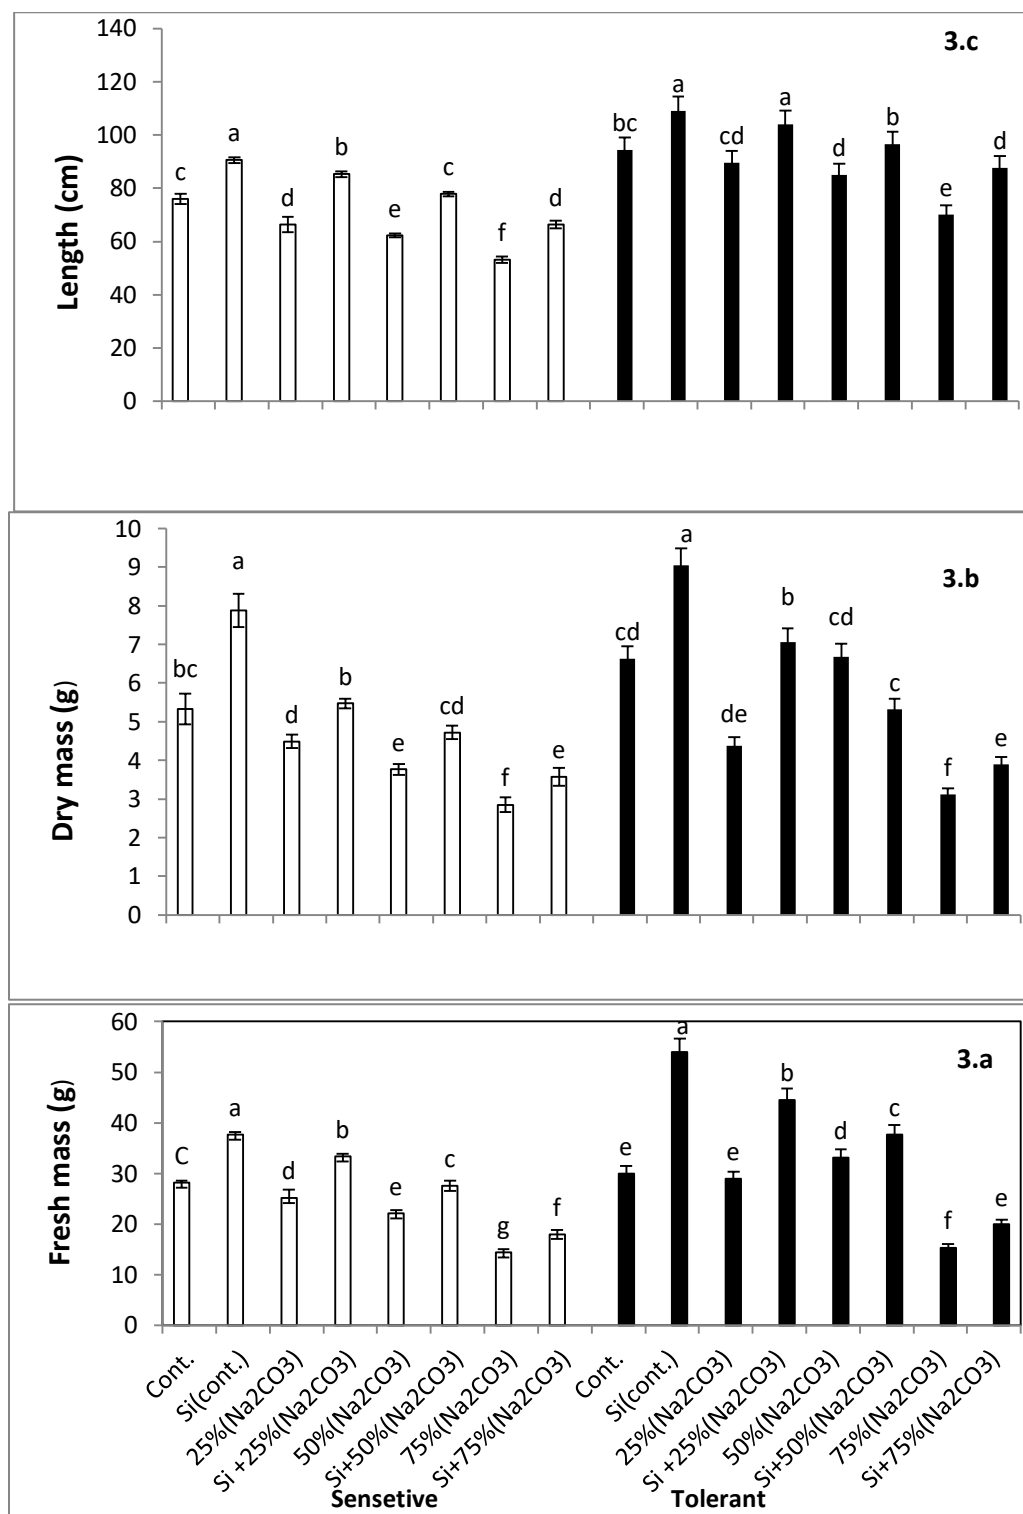 3.c
Length (cm)
140
120
100
80
60
40
20
0
c a d b e c f d bc a cd a d b e d
3.b
Dry mass (g)
10
9
8
7
6
5
4
3
2
1
0
bc a d b e cd f e cd a de b cd c f e
3.a
Fresh mass (g)
60
50
40
30
20
10
0
C a d b e c g f e a e b d c f e
Cont.
Si(cont.)
25%(Na2CO3)
Si +25%(Na2CO3)
50%(Na2CO3)
Si+50%(Na2CO3)
75%(Na2CO3)
Si+75%(Na2CO3)
Cont.
Si(cont.)
25%(Na2CO3)
Si +25%(Na2CO3)
50%(Na2CO3)
Si+50%(Na2CO3)
75%(Na2CO3)
Si+75%(Na2CO3)
Sensetive Tolerant